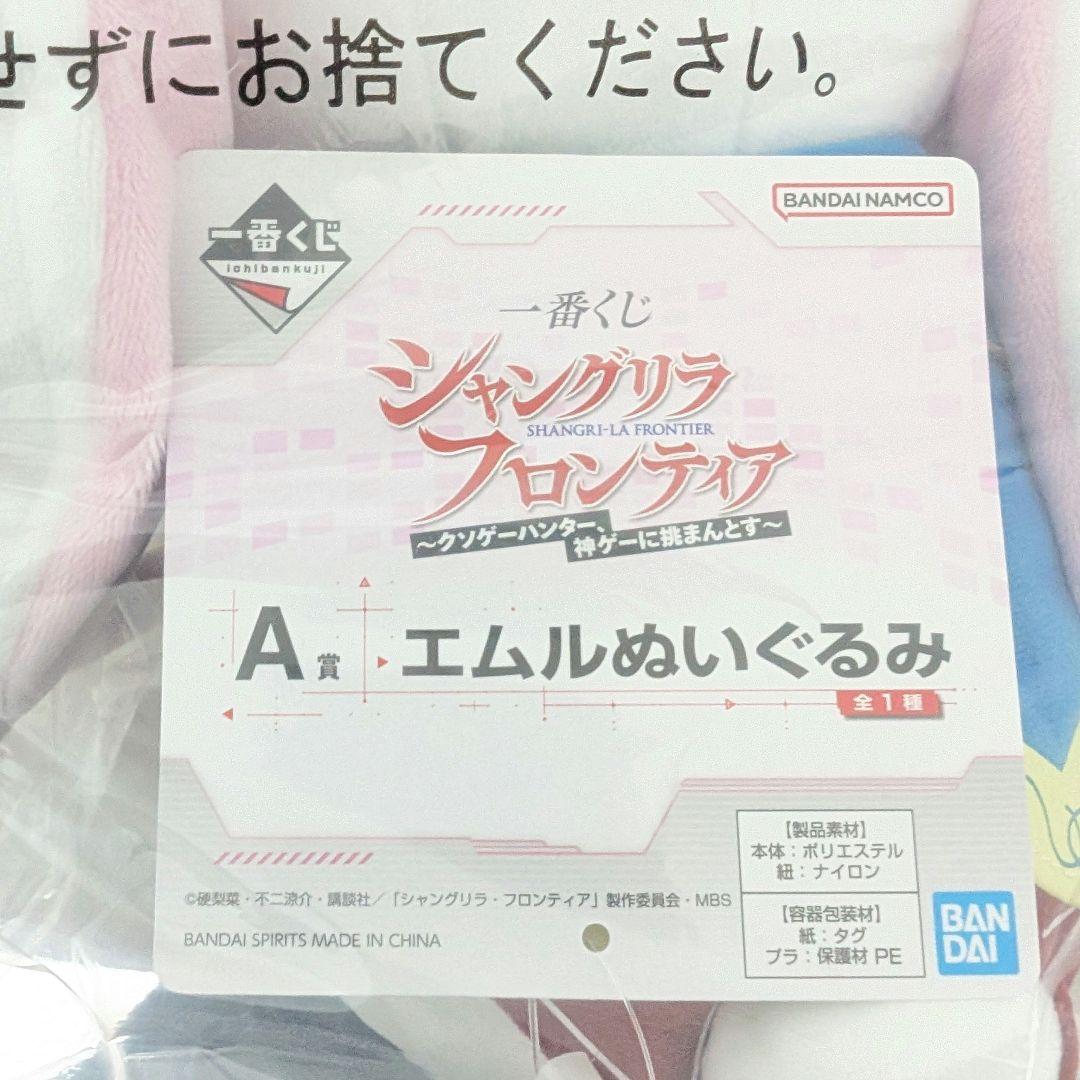 せずにお捨てください。
一番くじ
ichibankuji
BANDAI NAMCO
一番くじ
シャングリラ
SHANGRI-LA FRONTIER
フロンティア
～クソゲーハンター、
神ゲーに挑まんとす～
A賞
エムルぬいぐるみ
全1種
【製品素材】
本体：ポリエステル
紐：ナイロン
【容器包装材】
紙：タグ
プラ：保護材 PE
©硬梨菜・不二涼介・講談社／「シャングリラ・フロンティア」製作委員会・MBS
BANDAI SPIRITS MADE IN CHINA
BAN
DAI